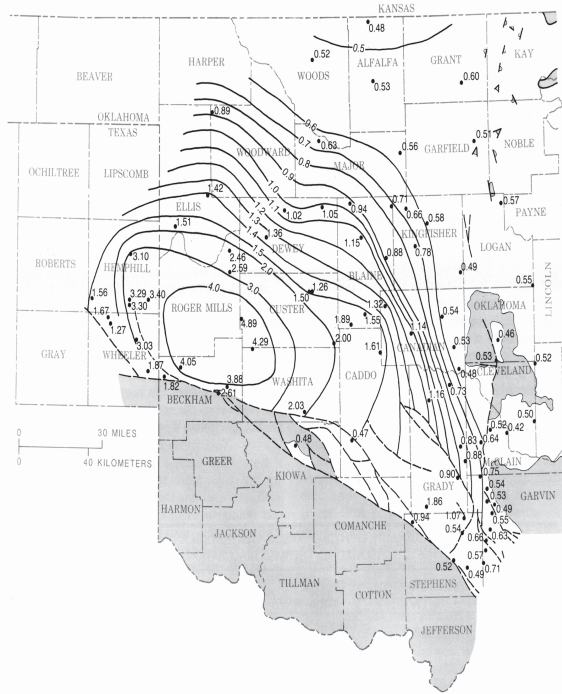 KANSAS
0.48
0.5
0.52
WOODS
ALFALFA
GRANT
KAY
HARPER
BEAVER
0.53
0.60
OKLAHOMA
TEXAS
0.89
0.6
0.7
0.63
0.8
WOODWARD
MAJOR
0.56
GARFIELD
0.51
NOBLE
OCHILTREE
LIPSCOMB
0.9
1.0
1.1
1.2
1.3
1.4
1.5
2.0
3.0
4.0
1.42
ELLIS
1.51
1.02
1.05
0.94
0.71
0.66
0.58
0.57
PAYNE
KINGFISHER
LOGAN
1.36
DEWEY
1.15
0.78
0.88
ROBERTS
HEMPHILL
3.10
2.46
2.59
BLAINE
0.49
0.55
LINCOLN
1.56
3.29
3.40
3.30
1.67
1.27
ROGER MILLS
1.26
1.50
CUSTER
1.32
1.55
1.89
0.54
OKLAHOMA
4.89
4.29
2.00
1.61
1.14
CANADIAN
0.53
0.46
0.53
0.52
GRAY
WHEELER
3.03
1.87
1.82
4.05
3.88
2.61
WASHITA
CADDO
0.48
0.73
CLEVELAND
BECKHAM
2.03
1.16
0.50
0.52
0.42
0
30 MILES
0
40 KILOMETERS
0.48
0.47
0.83
0.64
0.88
McCLAIN
GREER
KIOWA
0.90
0.75
GRADY
0.54
0.53
0.49
GARVIN
HARMON
JACKSON
COMANCHE
1.86
0.94
1.07
0.54
0.55
0.66
0.63
0.57
0.52
0.49
0.71
TILLMAN
COTTON
STEPHENS
JEFFERSON